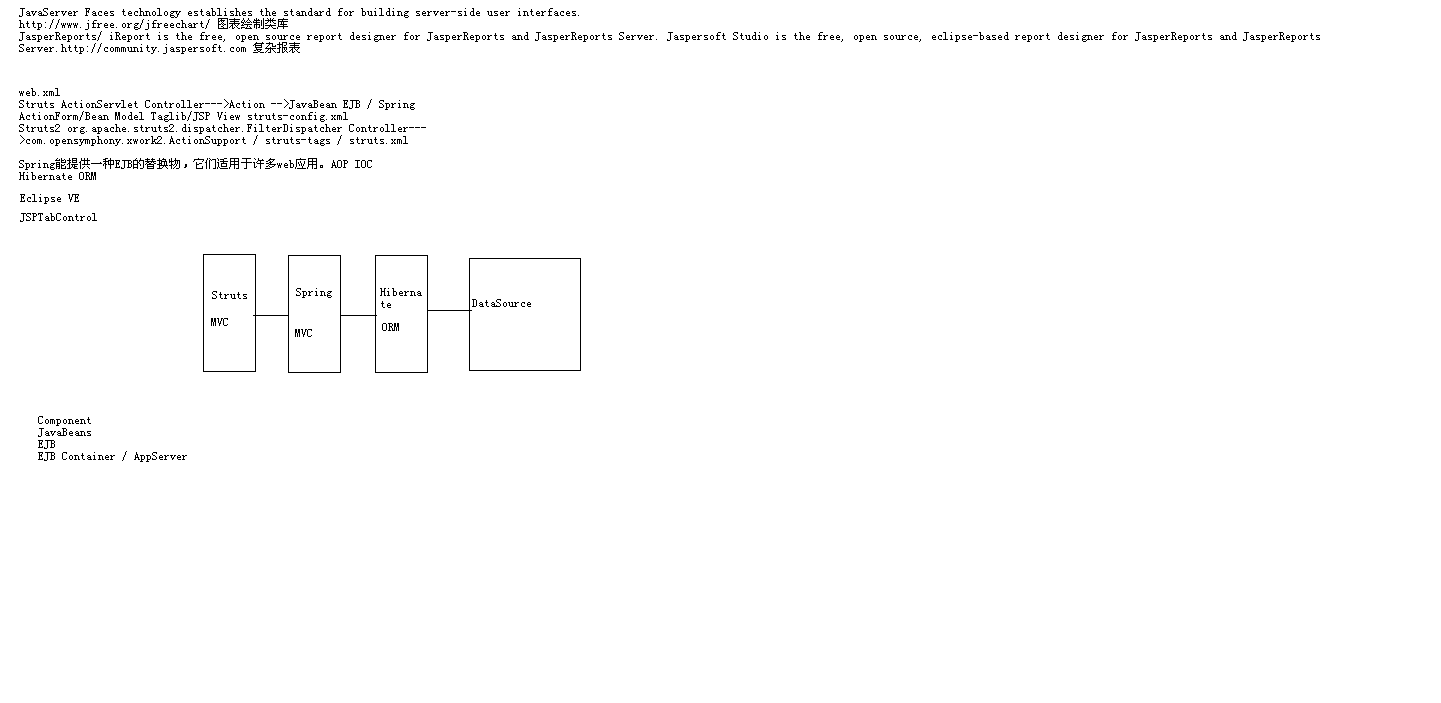 JavaServer Faces technology establishes the standard for building server-side user interfaces.
http://www.jfree.org/jfreechart/ 图表绘制类库
JasperReports/ iReport is the free, open source report designer for JasperReports and JasperReports Server. Jaspersoft Studio is the free, open source, eclipse-based report designer for JasperReports and JasperReports
Server.http://community.jaspersoft.com 复杂报表
web.xml
Struts ActionServlet Controller--->Action -->JavaBean EJB / Spring
ActionForm/Bean Model Taglib/JSP View struts-config.xml
Struts2 org.apache.struts2.dispatcher.FilterDispatcher Controller---
>com.opensymphony.xwork2.ActionSupport / struts-tags / struts.xml
Spring能提供一种EJB的替换物，它们适用于许多web应用。AOP IOC
Hibernate ORM
Eclipse VE
JSPTabControl
Struts
MVC
Spring
MVC
Hiberna
te
ORM
DataSource
Component
JavaBeans
EJB
EJB Container / AppServer